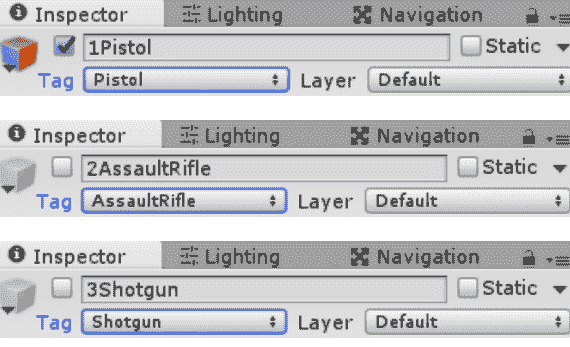 Inspector Lighting Navigation
1Pistol Static
Tag Pistol Layer Default
Inspector Lighting Navigation
2AssaultRifle Static
Tag AssaultRifle Layer Default
Inspector Lighting Navigation
3Shotgun Static
Tag Shotgun Layer Default